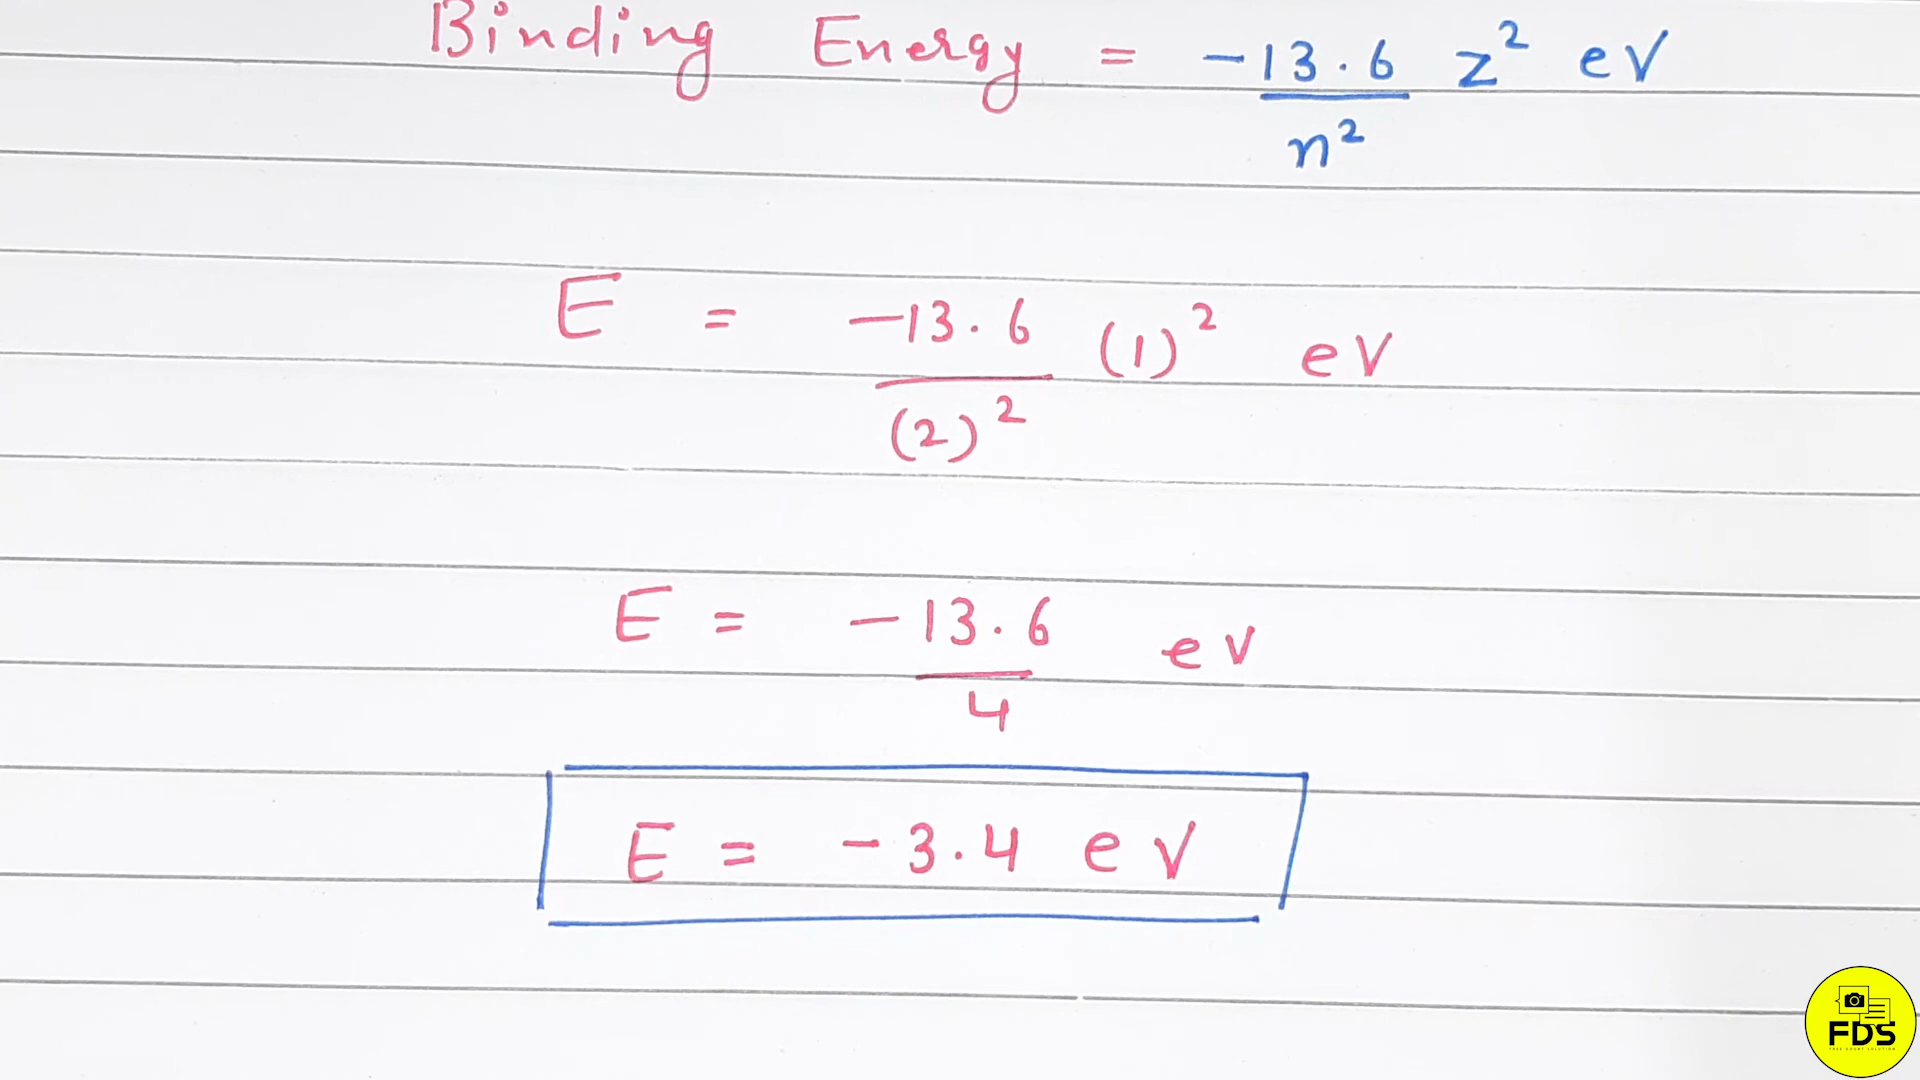 Binding Energy = -13.6 z² eV
n²
E = -13.6 (1)² eV
(2)²
E = -13.6 eV
4
E = -3.4 eV
FDS